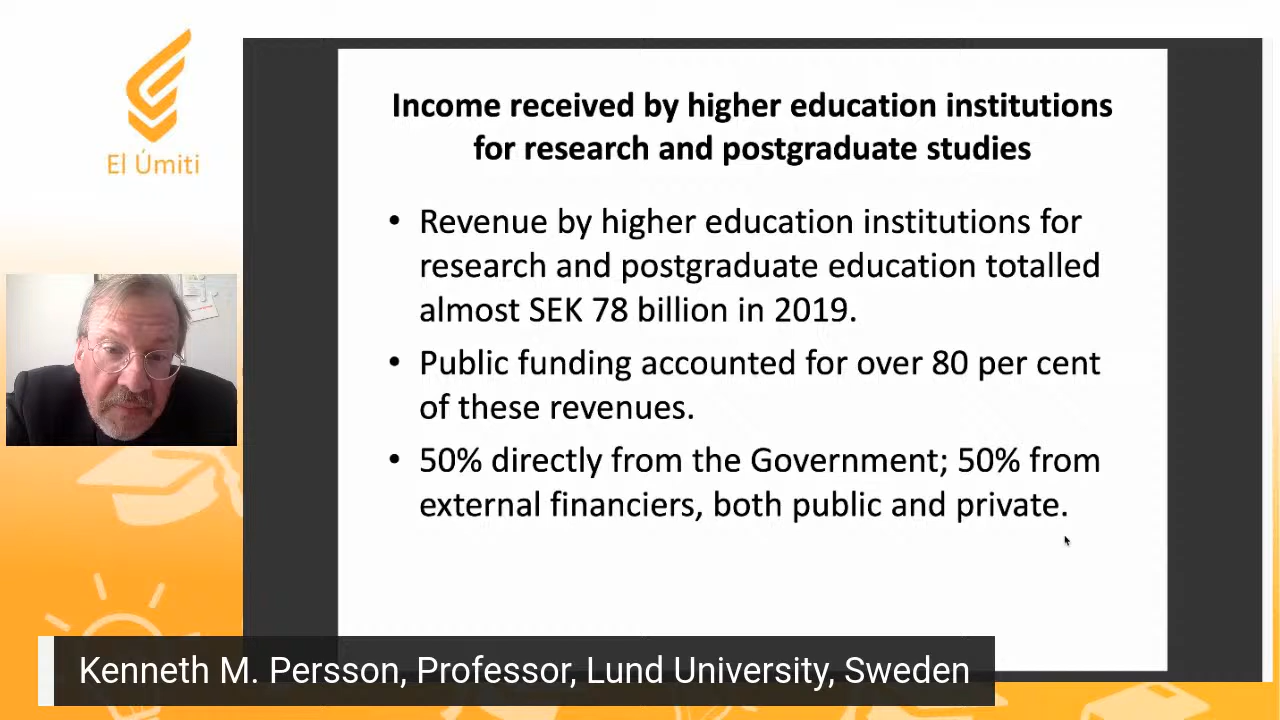 El Úmiti
Income received by higher education institutions
for research and postgraduate studies
• Revenue by higher education institutions for
research and postgraduate education totalled
almost SEK 78 billion in 2019.
• Public funding accounted for over 80 per cent
of these revenues.
• 50% directly from the Government; 50% from
external financiers, both public and private.
Kenneth M. Persson, Professor, Lund University, Sweden